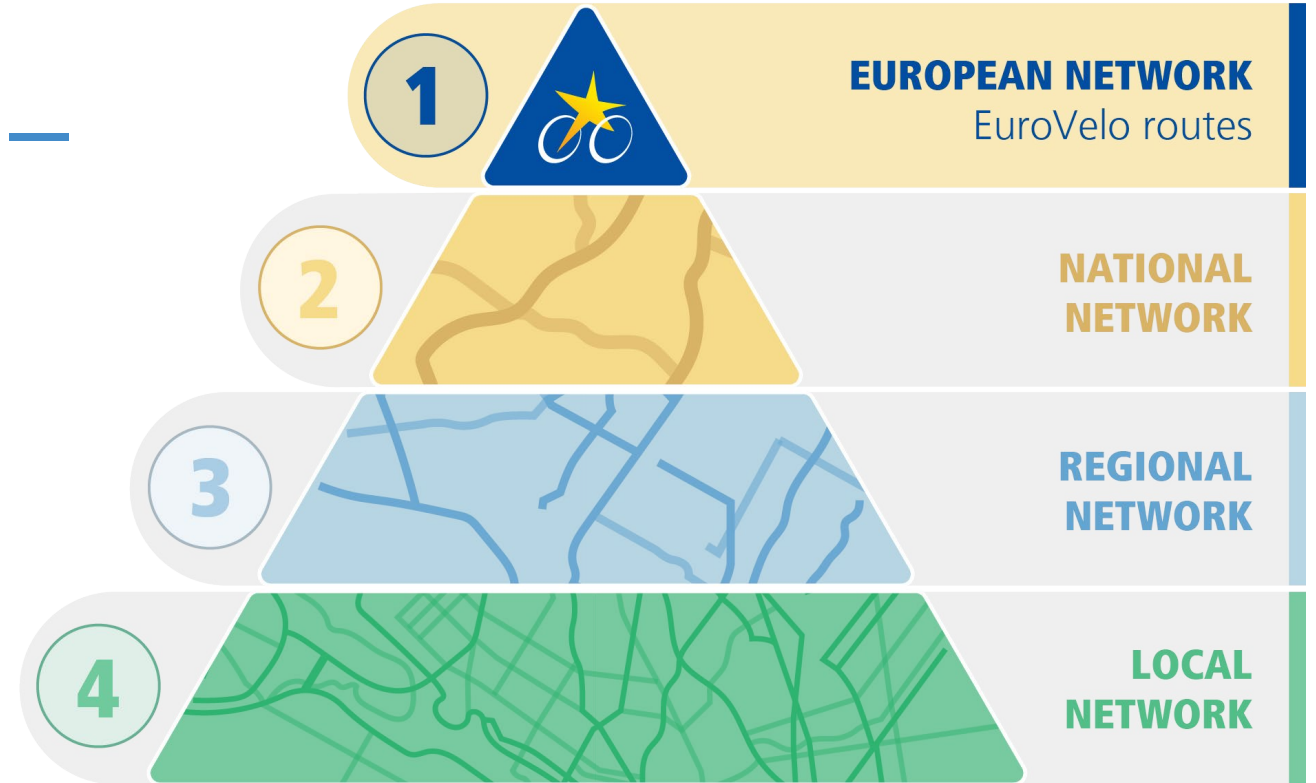 1
EUROPEAN NETWORK
EuroVelo routes
2
NATIONAL
NETWORK
3
REGIONAL
NETWORK
4
LOCAL
NETWORK